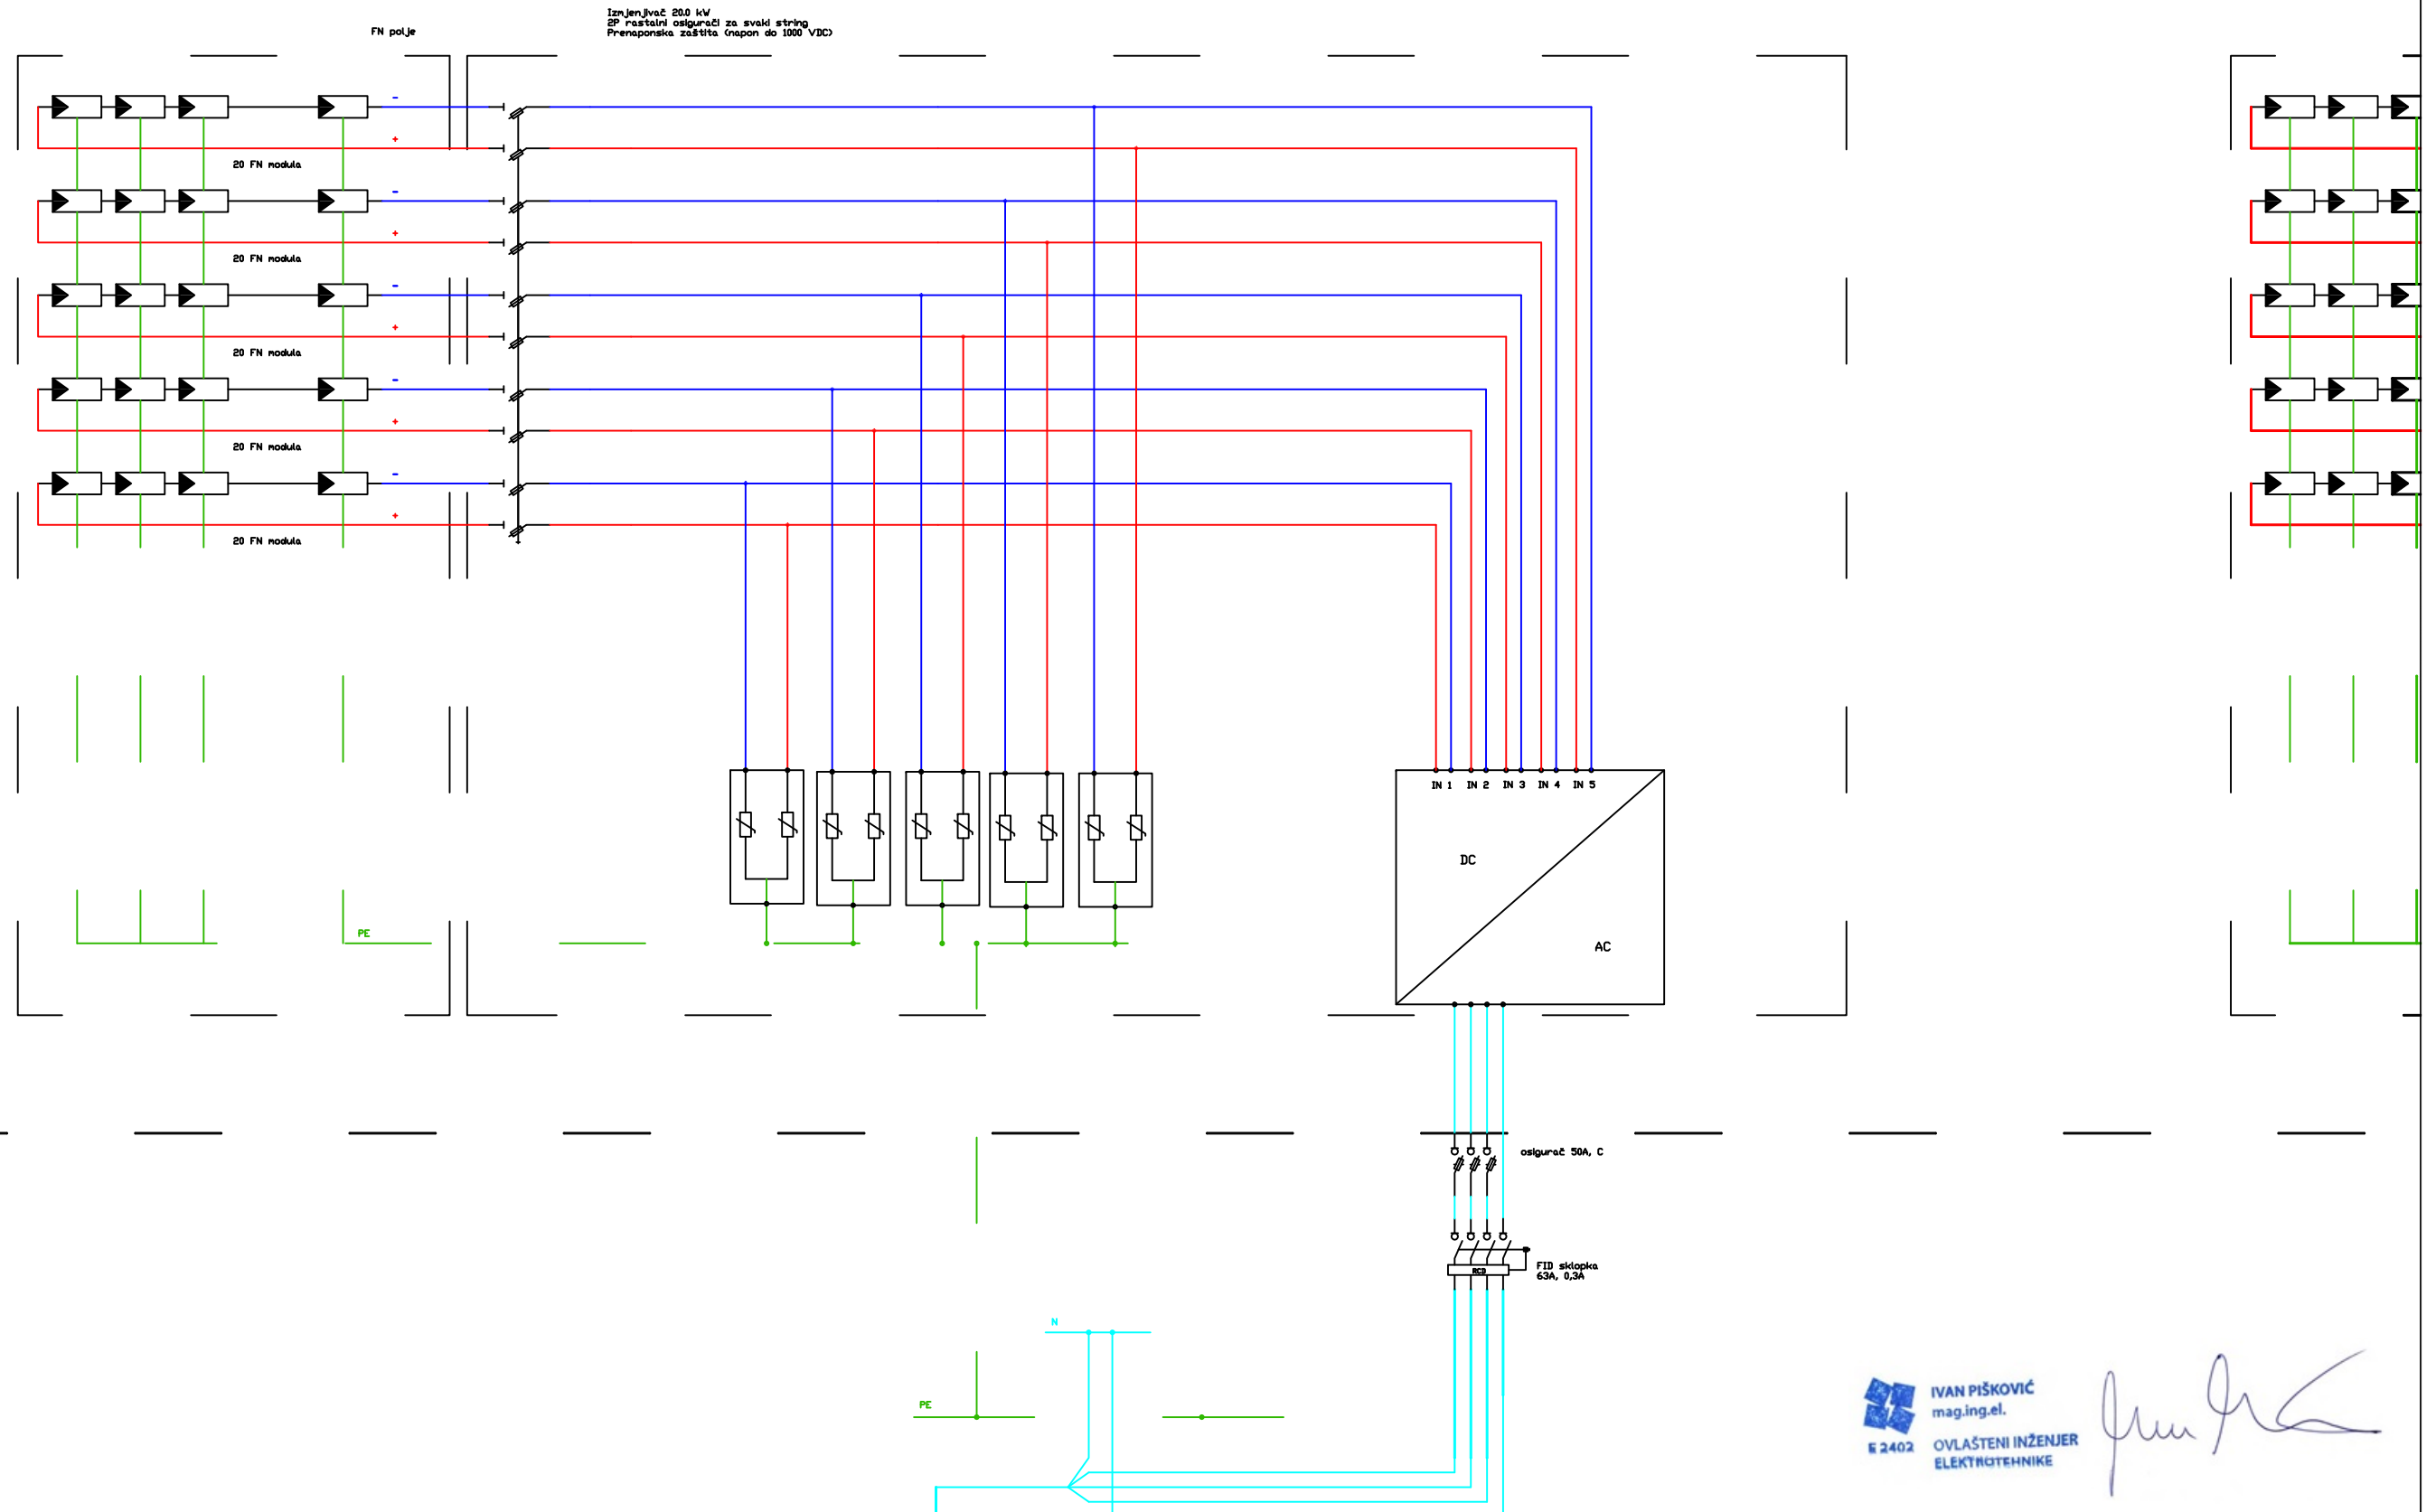 FN polje
Izmjenjivač 20.0 kW
2P rastalni osigurači za svaki string
Prenaponska zaštita (napon do 1000 VDC)
-
+
20 FN modula
-
+
20 FN modula
-
+
20 FN modula
-
+
20 FN modula
-
+
20 FN modula
IN 1 IN 2 IN 3 IN 4 IN 5
DC
AC
PE
osigurač 50A, C
RCD
FID sklopka
63A, 0,3A
N
PE
IVAN PIŠKOVIĆ
mag.ing.el.
E 2402
OVLAŠTENI INŽENJER
ELEKTROTEHNIKE